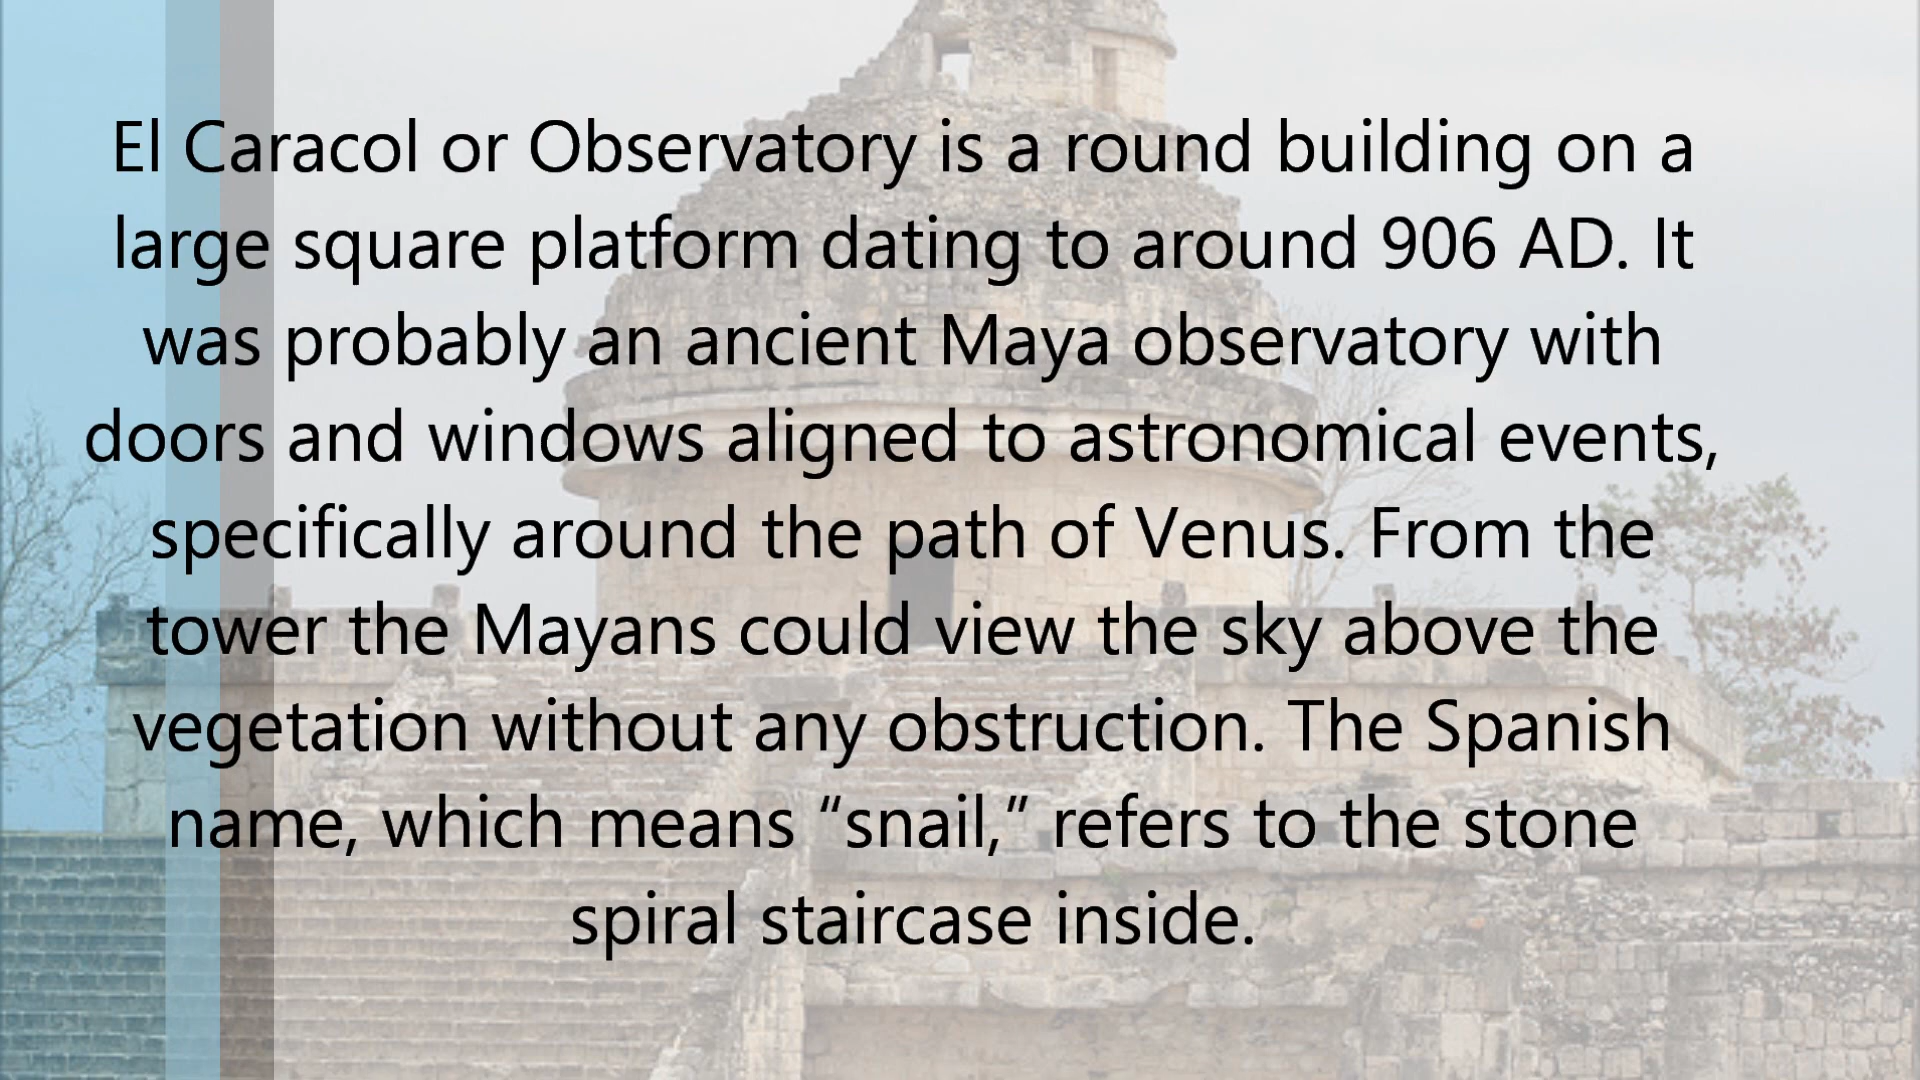 El Caracol or Observatory is a round building on a
large square platform dating to around 906 AD. It
was probably an ancient Maya observatory with
doors and windows aligned to astronomical events,
specifically around the path of Venus. From the
tower the Mayans could view the sky above the
vegetation without any obstruction. The Spanish
name, which means “snail,” refers to the stone
spiral staircase inside.